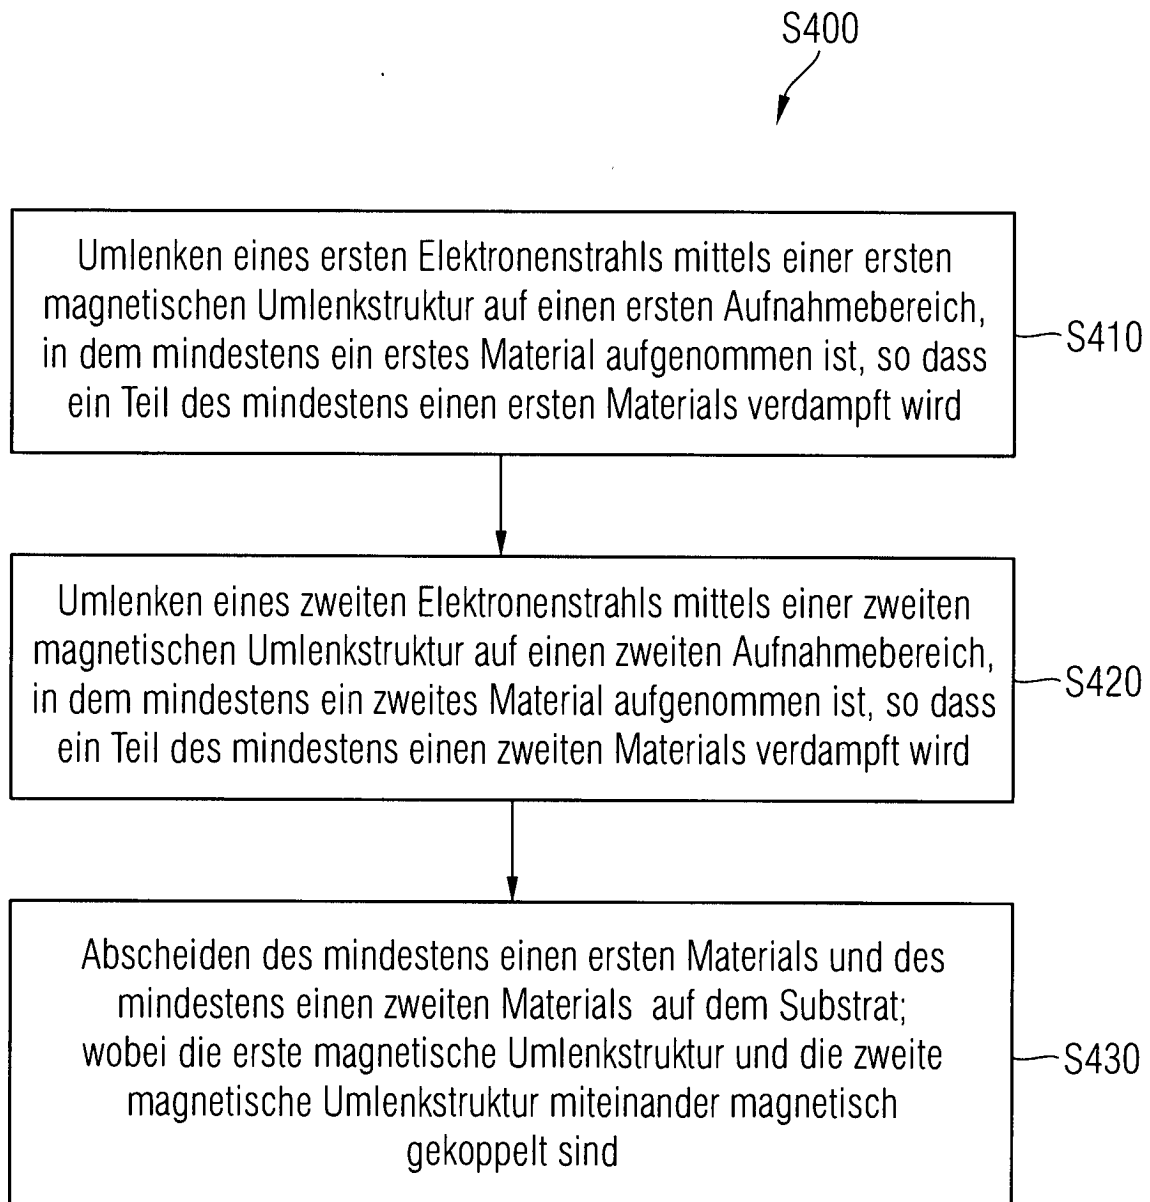 S400
Umlenken eines ersten Elektronenstrahls mittels einer ersten
magnetischen Umlenkstruktur auf einen ersten Aufnahmebereich,
in dem mindestens ein erstes Material aufgenommen ist, so dass
ein Teil des mindestens einen ersten Materials verdampft wird
S410
Umlenken eines zweiten Elektronenstrahls mittels einer zweiten
magnetischen Umlenkstruktur auf einen zweiten Aufnahmebereich,
in dem mindestens ein zweites Material aufgenommen ist, so dass
ein Teil des mindestens einen zweiten Materials verdampft wird
S420
Abscheiden des mindestens einen ersten Materials und des
mindestens einen zweiten Materials auf dem Substrat;
wobei die erste magnetische Umlenkstruktur und die zweite
magnetische Umlenkstruktur miteinander magnetisch
gekoppelt sind
S430